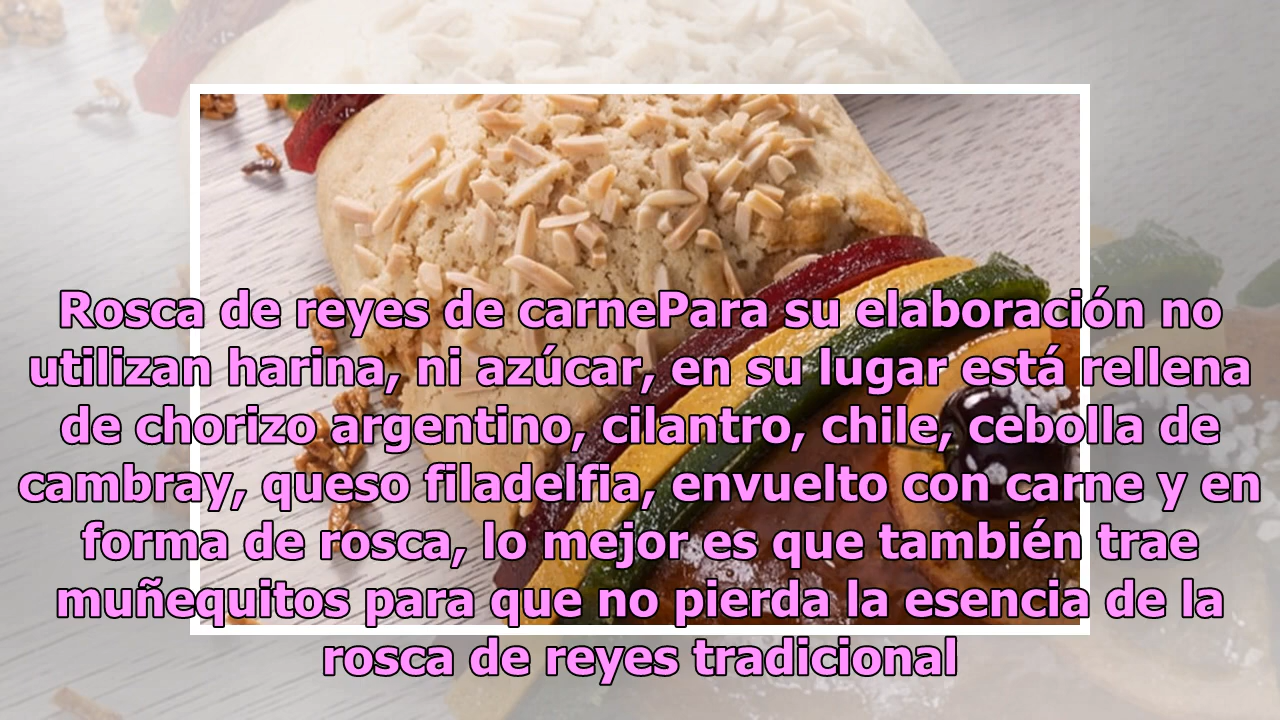 Rosca de reyes de carnePara su elaboración no
utilizan harina, ni azúcar, en su lugar está rellena
de chorizo argentino, cilantro, chile, cebolla de
cambray, queso filadelfia, envuelto con carne y en
forma de rosca, lo mejor es que también trae
muñequitos para que no pierda la esencia de la
rosca de reyes tradicional